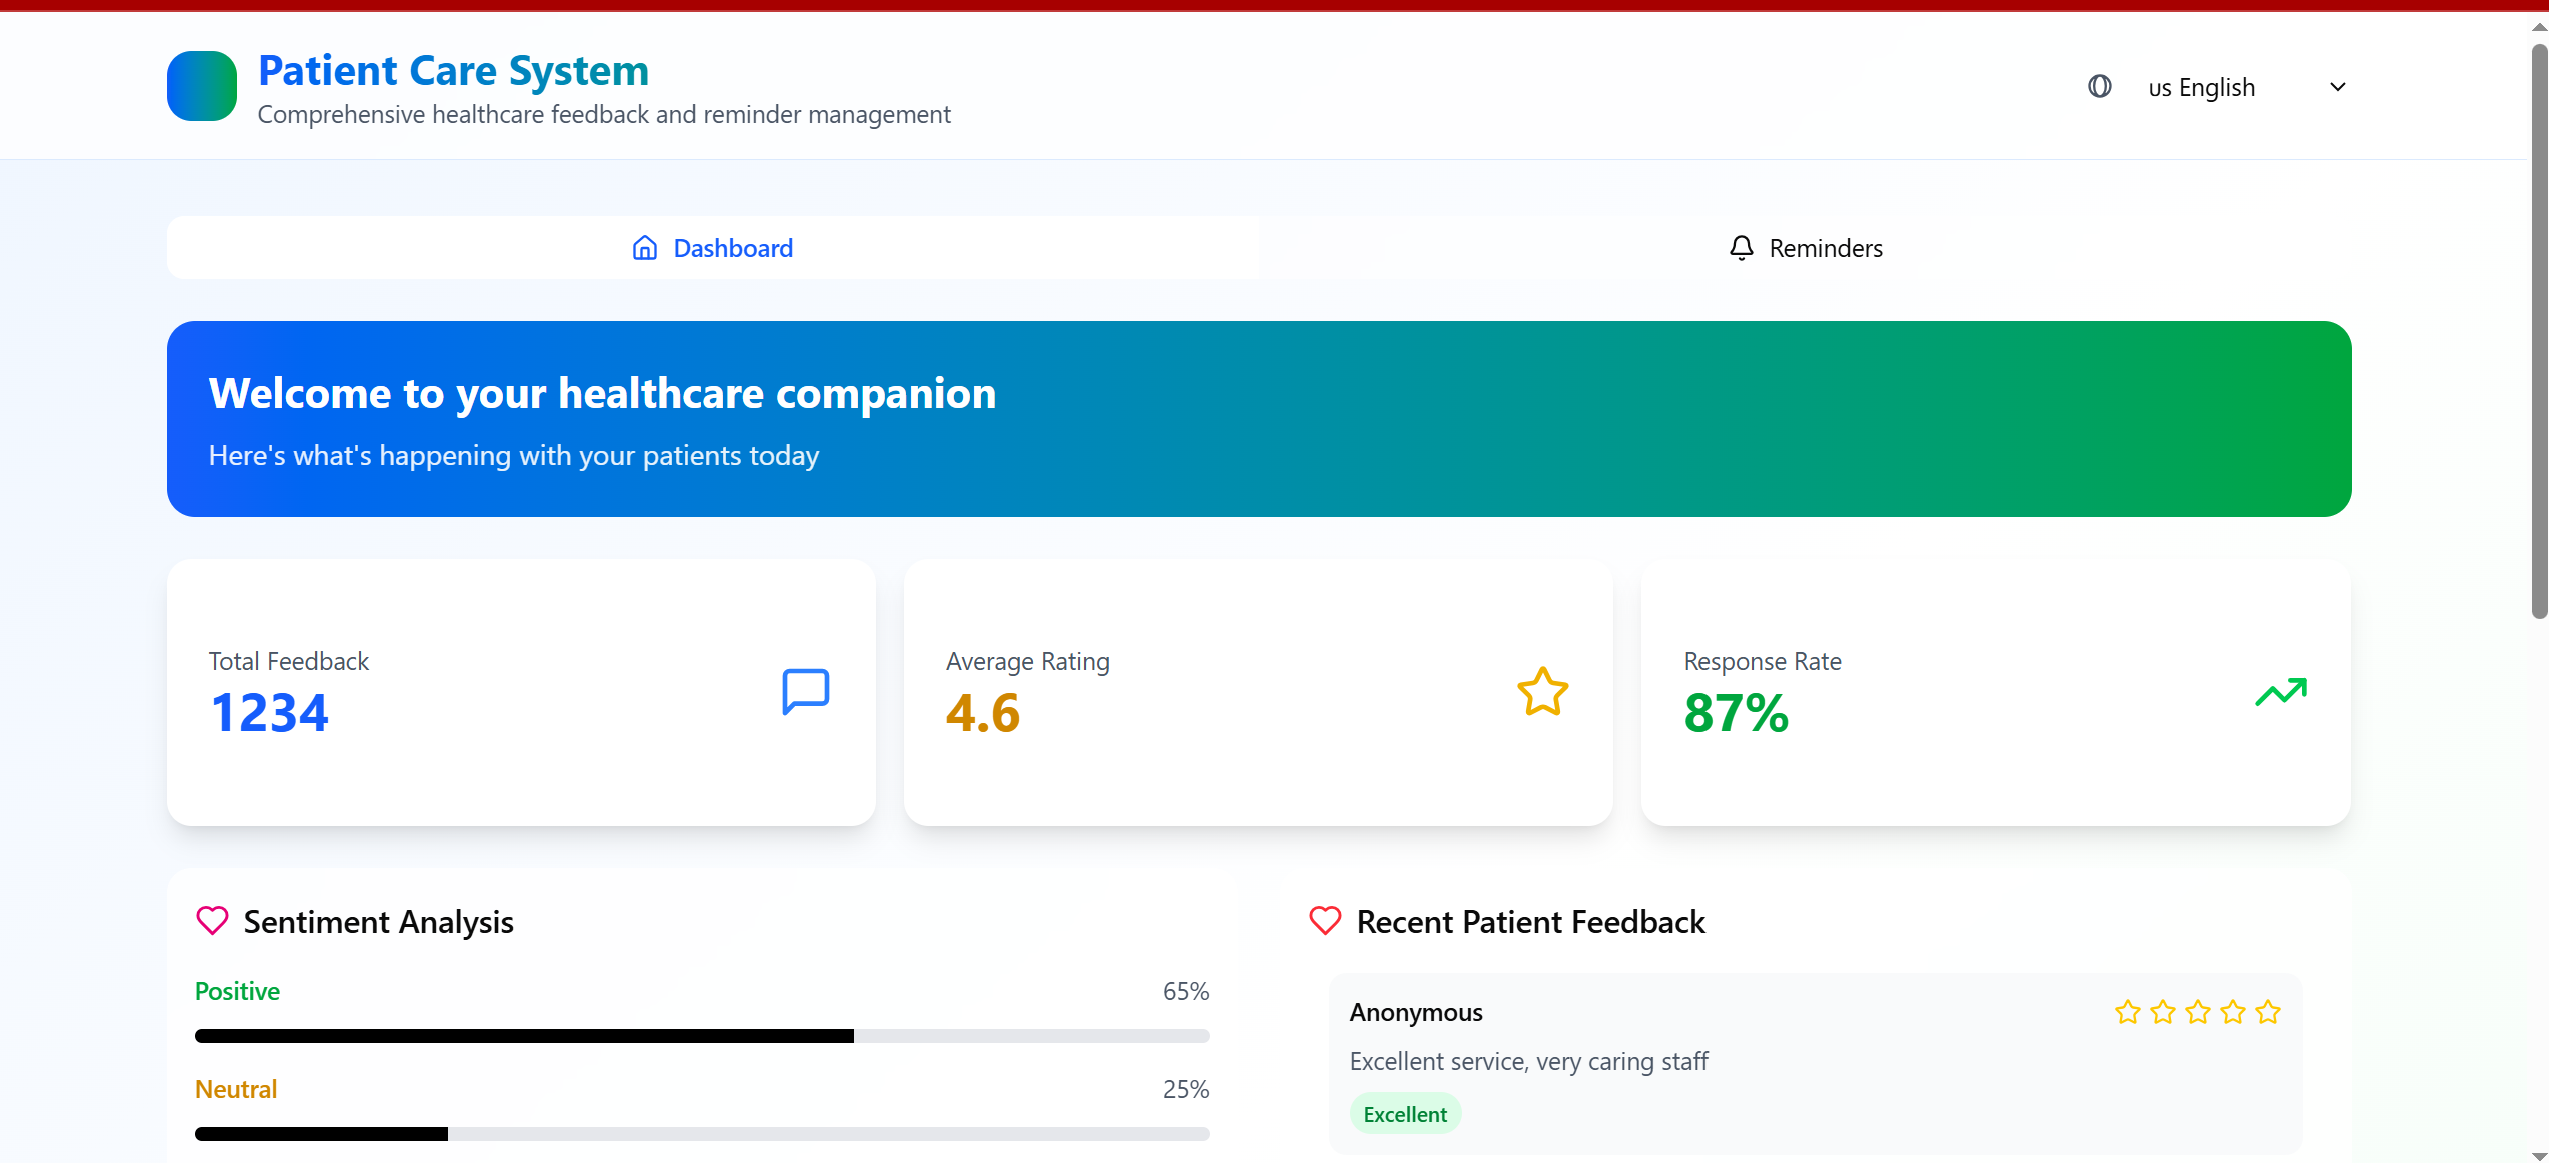 Patient Care System
Comprehensive healthcare feedback and reminder management
us English
Dashboard
Reminders
Welcome to your healthcare companion
Here's what's happening with your patients today
Total Feedback
1234
Average Rating
4.6
Response Rate
87%
Sentiment Analysis
Positive
65%
Neutral
25%
Recent Patient Feedback
Anonymous
Excellent service, very caring staff
Excellent